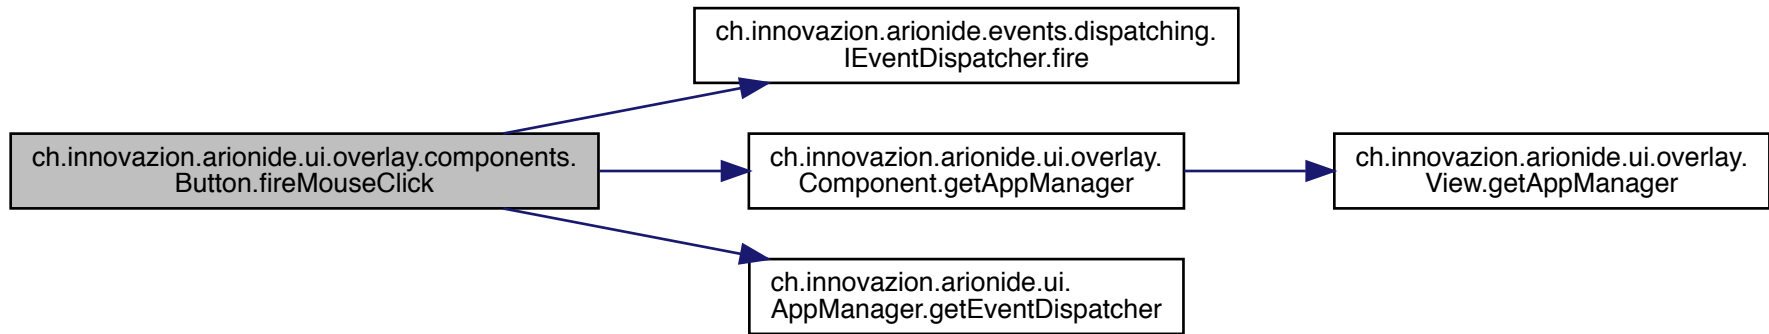 ch.innovazion.arionide.ui.overlay.components.
Button.fireMouseClick
ch.innovazion.arionide.events.dispatching.
IEventDispatcher.fire
ch.innovazion.arionide.ui.overlay.
Component.getAppManager
ch.innovazion.arionide.ui.overlay.
View.getAppManager
ch.innovazion.arionide.ui.
AppManager.getEventDispatcher